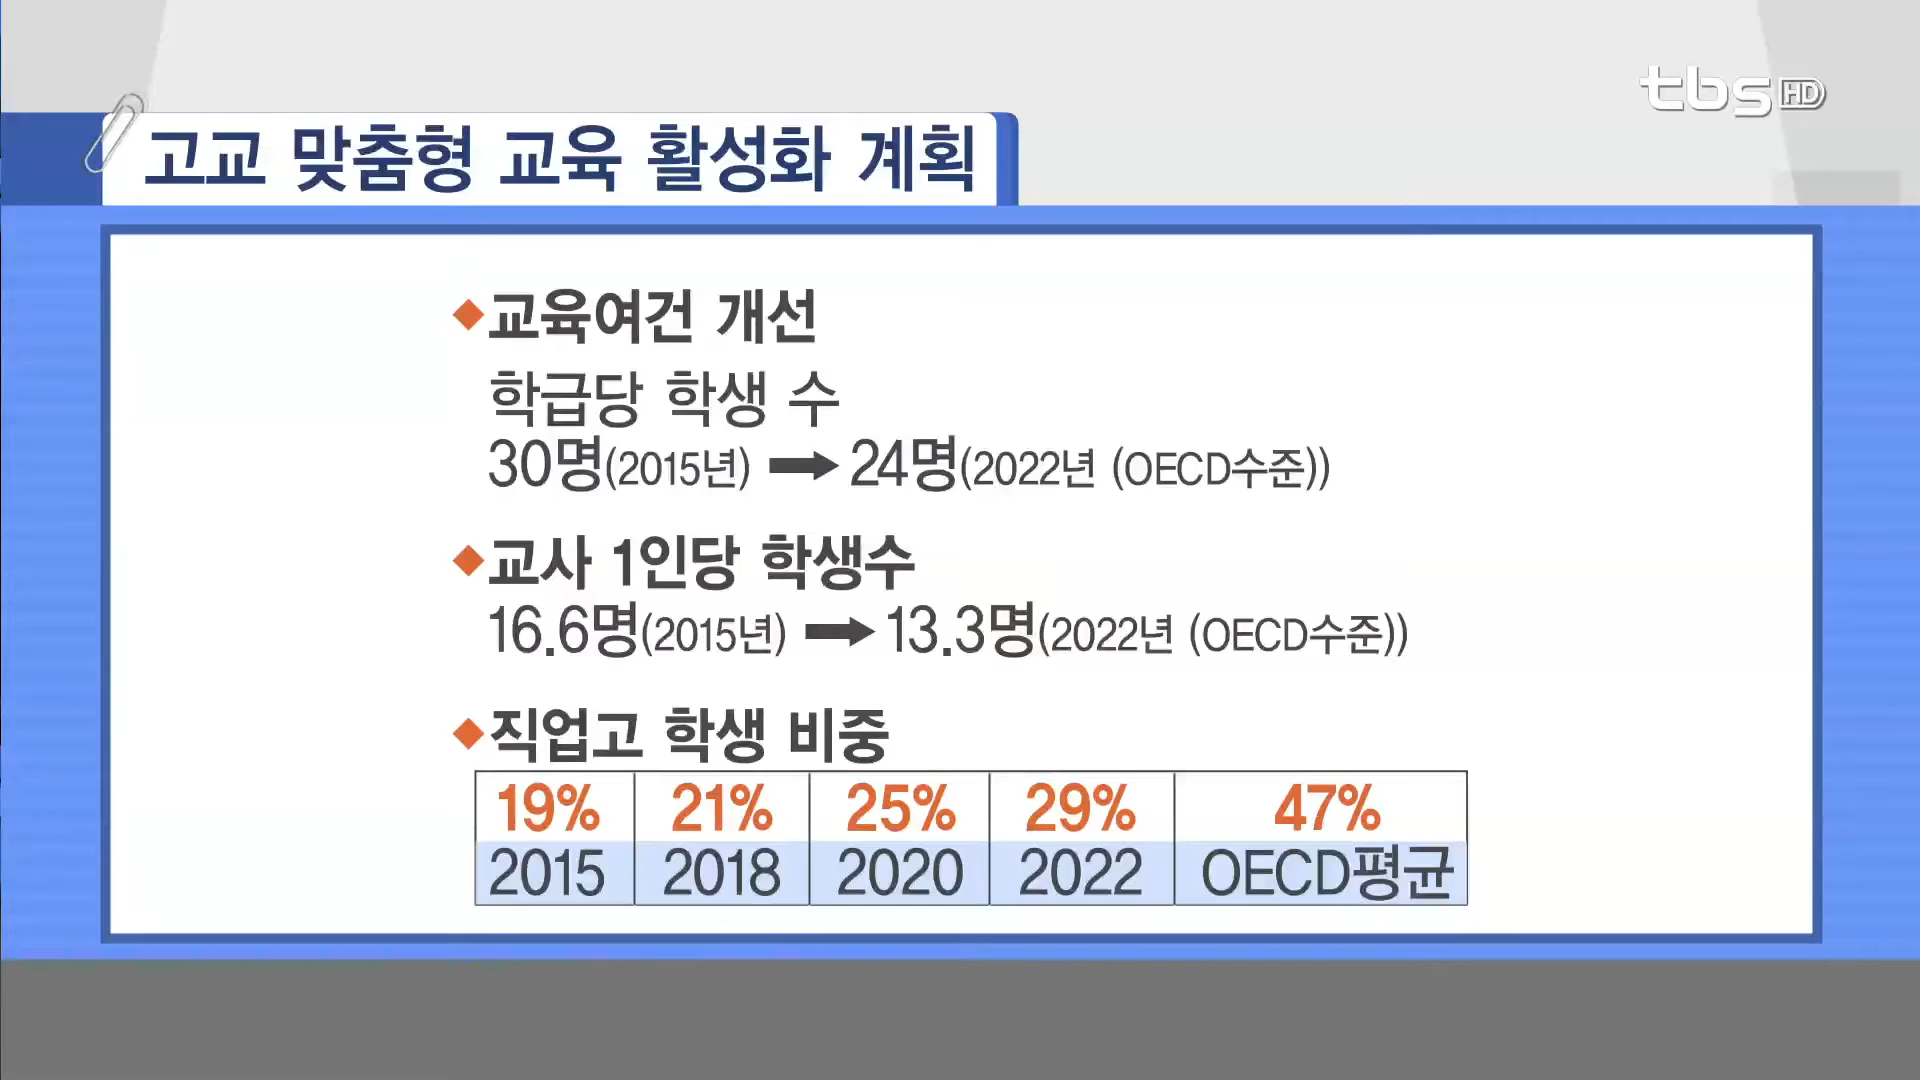 tbs HD
고교 맞춤형 교육 활성화 계획
◆교육여건 개선
학급당 학생 수
30명(2015년) ➡ 24명(2022년 (OECD수준))
◆교사 1인당 학생수
16.6명(2015년) ➡ 13.3명(2022년 (OECD수준))
◆직업고 학생 비중
19% 21% 25% 29% 47%
2015 2018 2020 2022 OECD평균